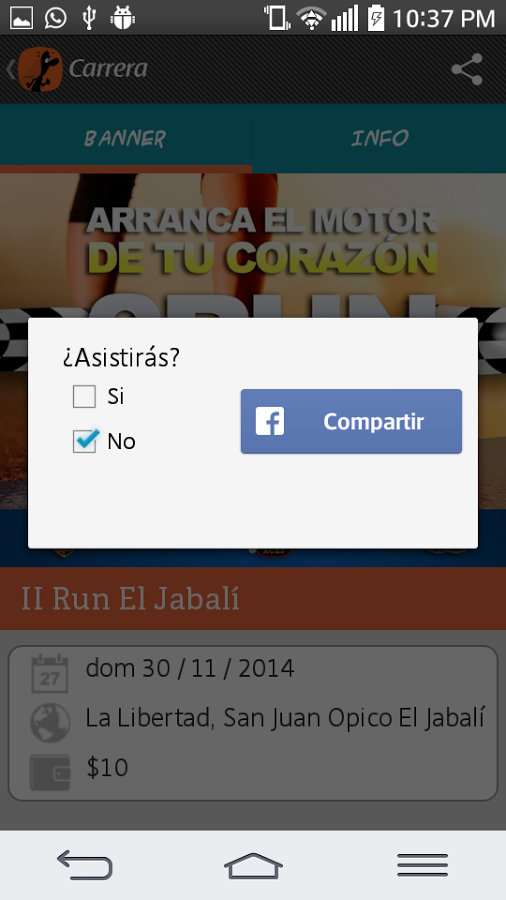 10:37 PM
Carrera
BANNER
INFO
ARRANCA EL MOTOR
DE TU CORAZÓN
¿Asistirás?
Si
No
Compartir
II Run El Jabalí
27
dom 30 / 11 / 2014
La Libertad, San Juan Opico El Jabalí
$10